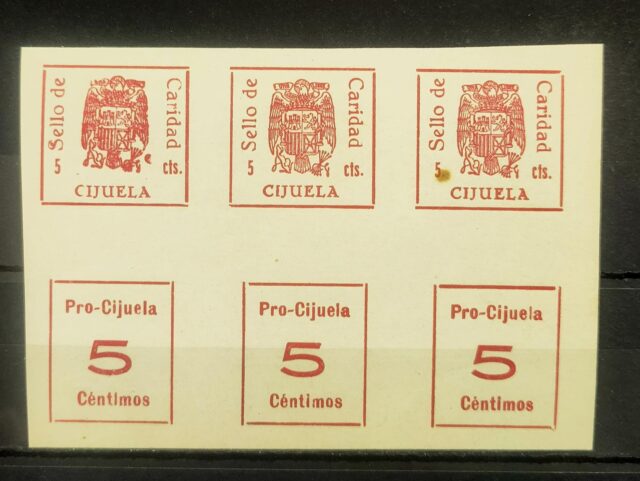 Sello de
Caridad
5 cts.
CIJUELA
Sello de
Caridad
5 cts.
CIJUELA
Sello de
Caridad
5 cts.
CIJUELA
Pro-Cijuela
5
Céntimos
Pro-Cijuela
5
Céntimos
Pro-Cijuela
5
Céntimos